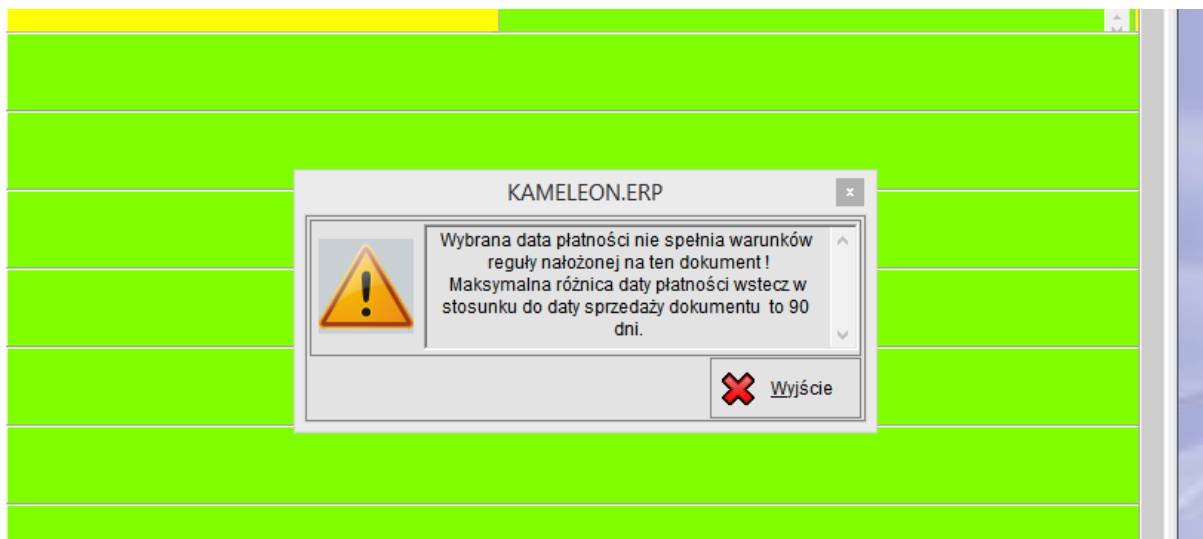 KAMELEON.ERP
Wybrana data płatności nie spełnia warunków
reguły nałożonej na ten dokument !
Maksymalna różnica daty płatności wstecz w
stosunku do daty sprzedaży dokumentu to 90
dni.
Wyjście